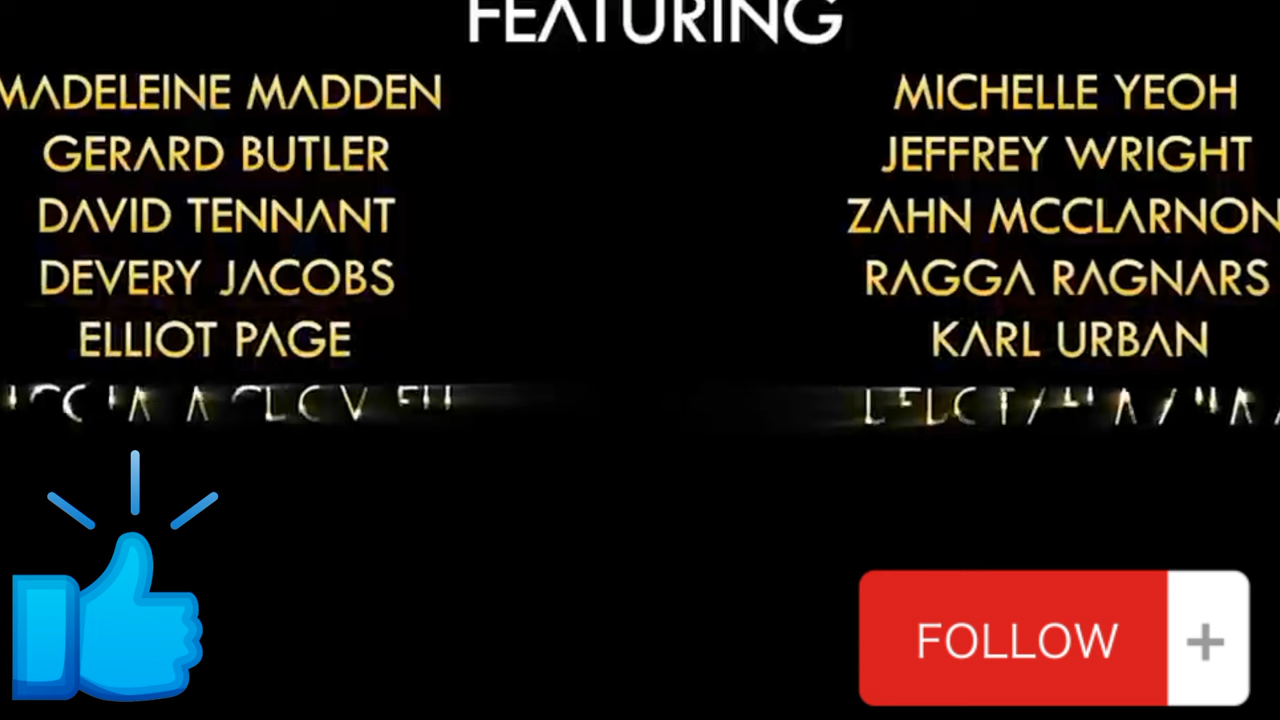 FEATURING
MADELEINE MADDEN
GERARD BUTLER
DAVID TENNANT
DEVERY JACOBS
ELLIOT PAGE
MICHELLE YEOH
JEFFREY WRIGHT
ZAHN MCCLARNON
RAGGA RAGNARS
KARL URBAN
FOLLOW +